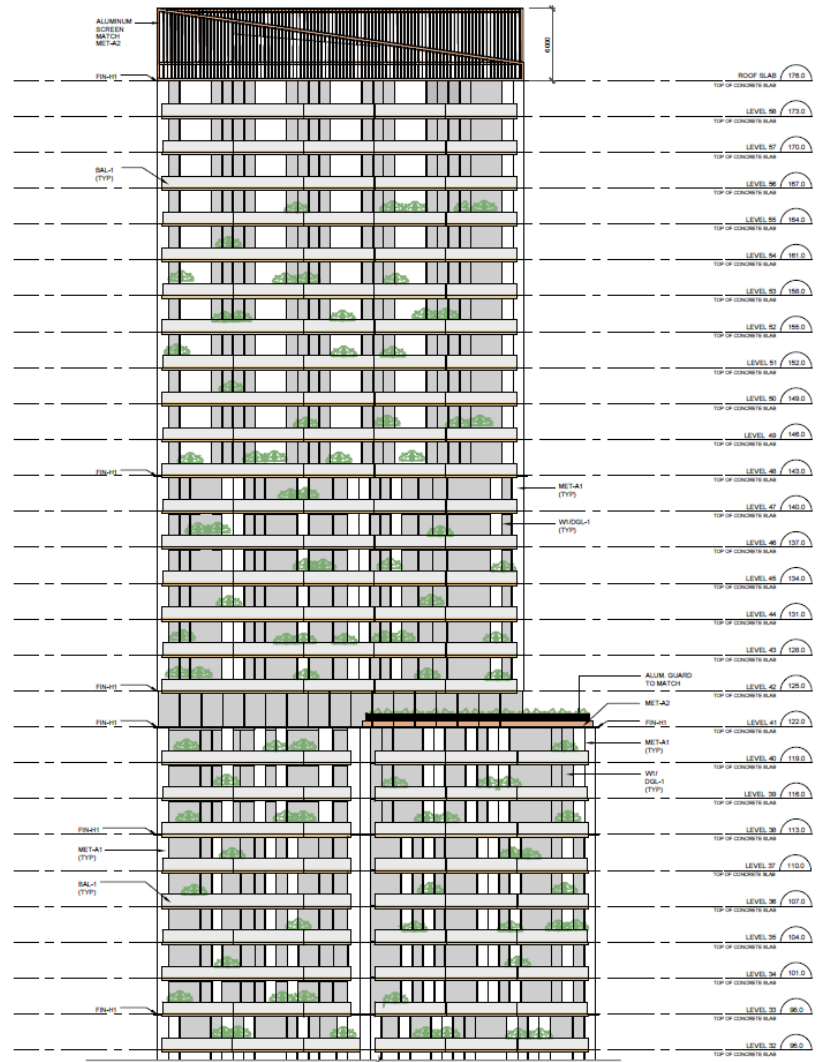 ALUMINUM
SCREEN
MATCH
MET-A2
6000
FIN-H1
ROOF SLAB 176.0
TOP OF CONCRETE SLAB
LEVEL 58 173.0
TOP OF CONCRETE SLAB
LEVEL 57 170.0
TOP OF CONCRETE SLAB
BAL-1
(TYP)
LEVEL 56 167.0
TOP OF CONCRETE SLAB
LEVEL 55 164.0
TOP OF CONCRETE SLAB
LEVEL 54 161.0
TOP OF CONCRETE SLAB
LEVEL 53 158.0
TOP OF CONCRETE SLAB
LEVEL 52 155.0
TOP OF CONCRETE SLAB
LEVEL 51 152.0
TOP OF CONCRETE SLAB
LEVEL 50 149.0
TOP OF CONCRETE SLAB
LEVEL 49 146.0
TOP OF CONCRETE SLAB
FIN-H1
LEVEL 48 143.0
TOP OF CONCRETE SLAB
MET-A1
(TYP)
LEVEL 47 140.0
TOP OF CONCRETE SLAB
W1/DGL-1
(TYP)
LEVEL 46 137.0
TOP OF CONCRETE SLAB
LEVEL 45 134.0
TOP OF CONCRETE SLAB
LEVEL 44 131.0
TOP OF CONCRETE SLAB
LEVEL 43 128.0
TOP OF CONCRETE SLAB
ALUM. GUARD
TO MATCH
FIN-H1
LEVEL 42 125.0
TOP OF CONCRETE SLAB
MET-A2
FIN-H1
FIN-H1
LEVEL 41 122.0
TOP OF CONCRETE SLAB
MET-A1
(TYP)
LEVEL 40 119.0
TOP OF CONCRETE SLAB
W1/
DGL-1
(TYP)
LEVEL 39 116.0
TOP OF CONCRETE SLAB
FIN-H1
LEVEL 38 113.0
TOP OF CONCRETE SLAB
MET-A1
(TYP)
LEVEL 37 110.0
TOP OF CONCRETE SLAB
BAL-1
(TYP)
LEVEL 36 107.0
TOP OF CONCRETE SLAB
LEVEL 35 104.0
TOP OF CONCRETE SLAB
LEVEL 34 101.0
TOP OF CONCRETE SLAB
FIN-H1
LEVEL 33 98.0
TOP OF CONCRETE SLAB
LEVEL 32 95.0
TOP OF CONCRETE SLAB